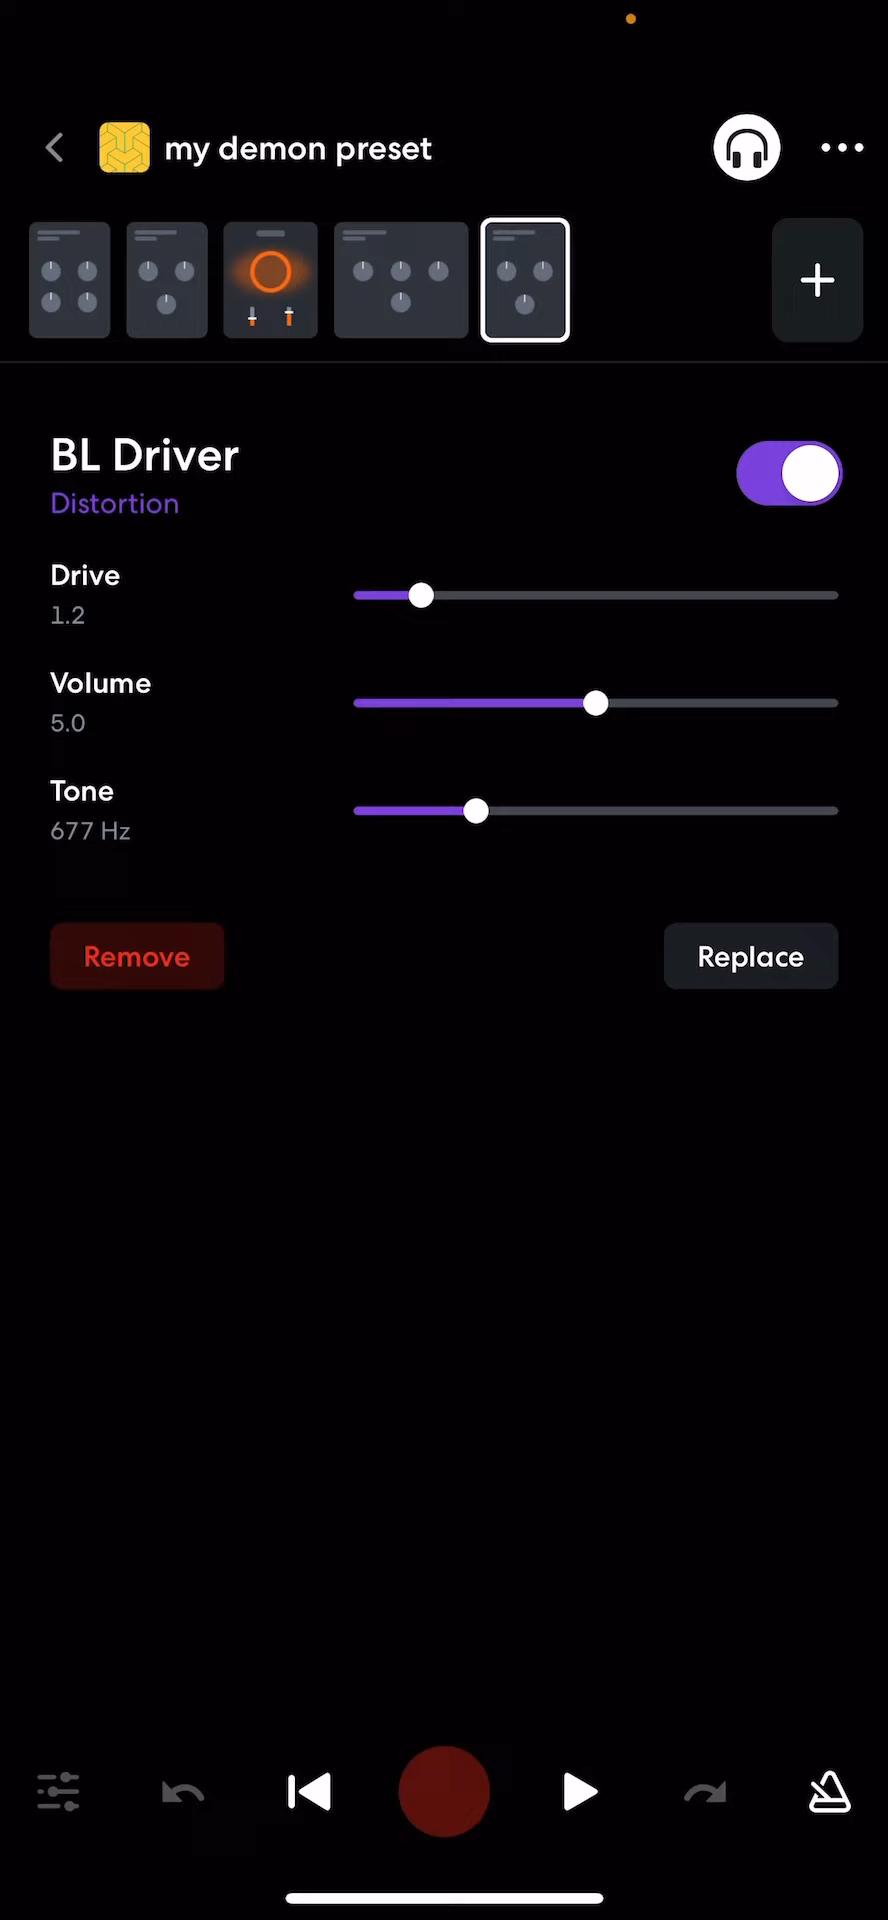 my demon preset
BL Driver
Distortion
Drive
1.2
Volume
5.0
Tone
677 Hz
Remove
Replace